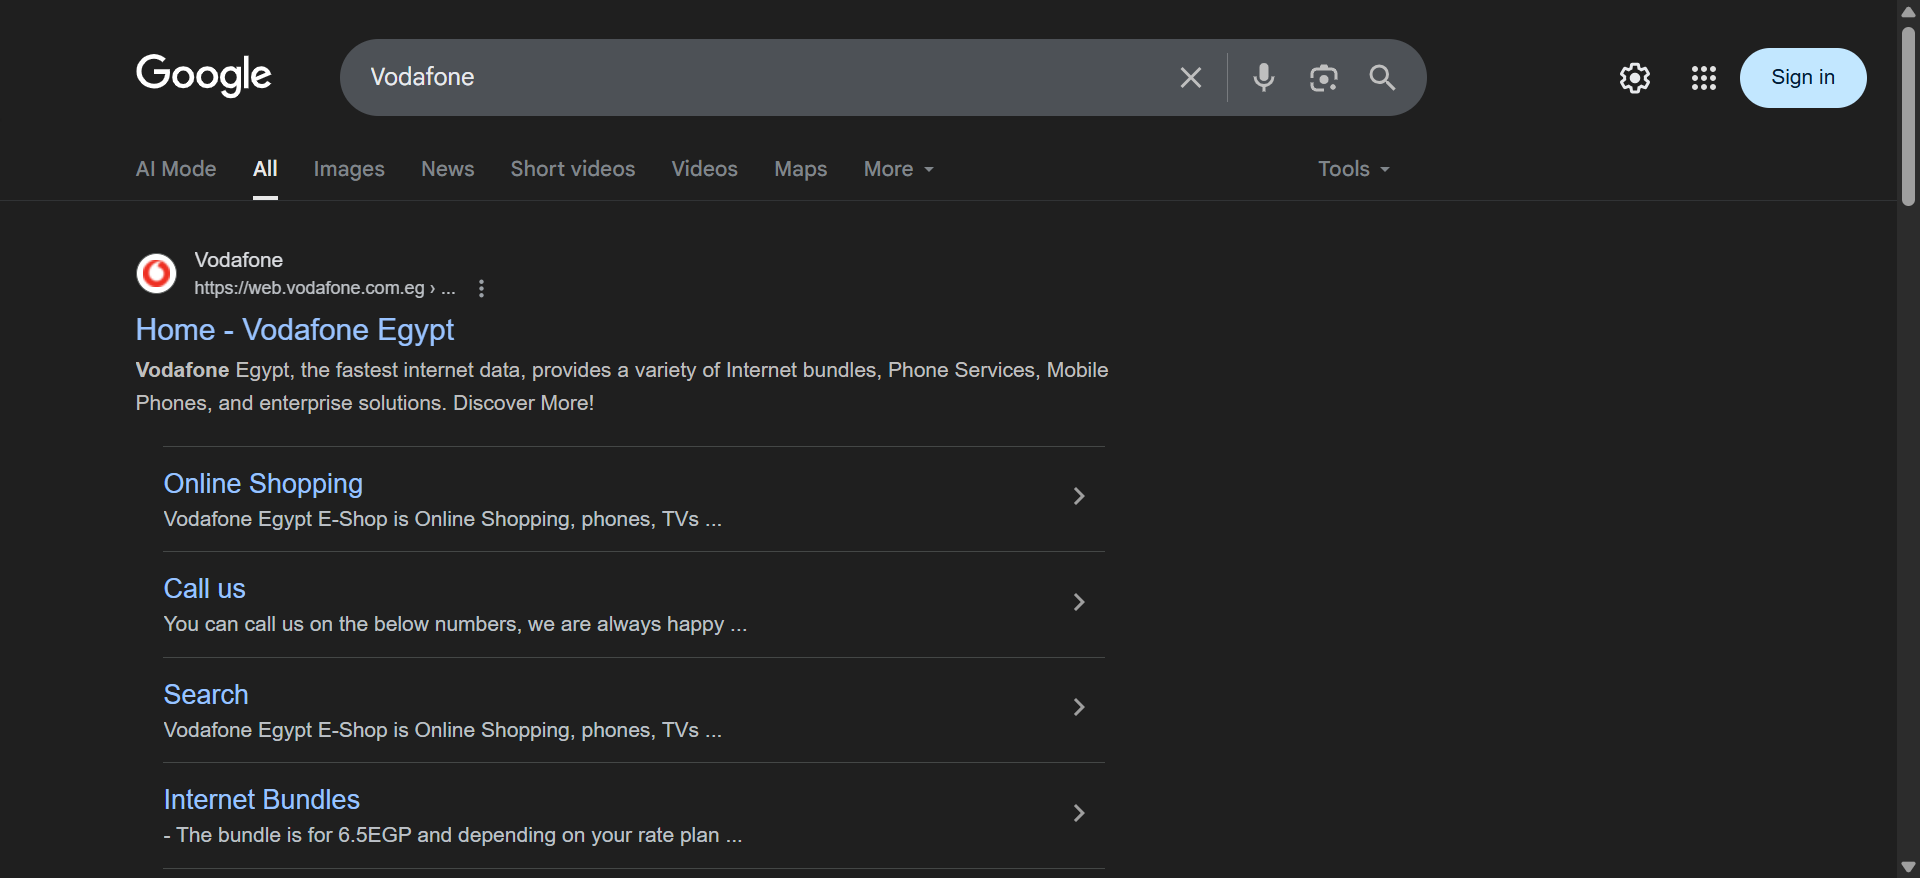 Google
Vodafone
Sign in
AI Mode All Images News Short videos Videos Maps More Tools
Vodafone
https://web.vodafone.com.eg › ...
Home - Vodafone Egypt
Vodafone Egypt, the fastest internet data, provides a variety of Internet bundles, Phone Services, Mobile
Phones, and enterprise solutions. Discover More!
Online Shopping
Vodafone Egypt E-Shop is Online Shopping, phones, TVs ...
Call us
You can call us on the below numbers, we are always happy ...
Search
Vodafone Egypt E-Shop is Online Shopping, phones, TVs ...
Internet Bundles
- The bundle is for 6.5EGP and depending on your rate plan ...